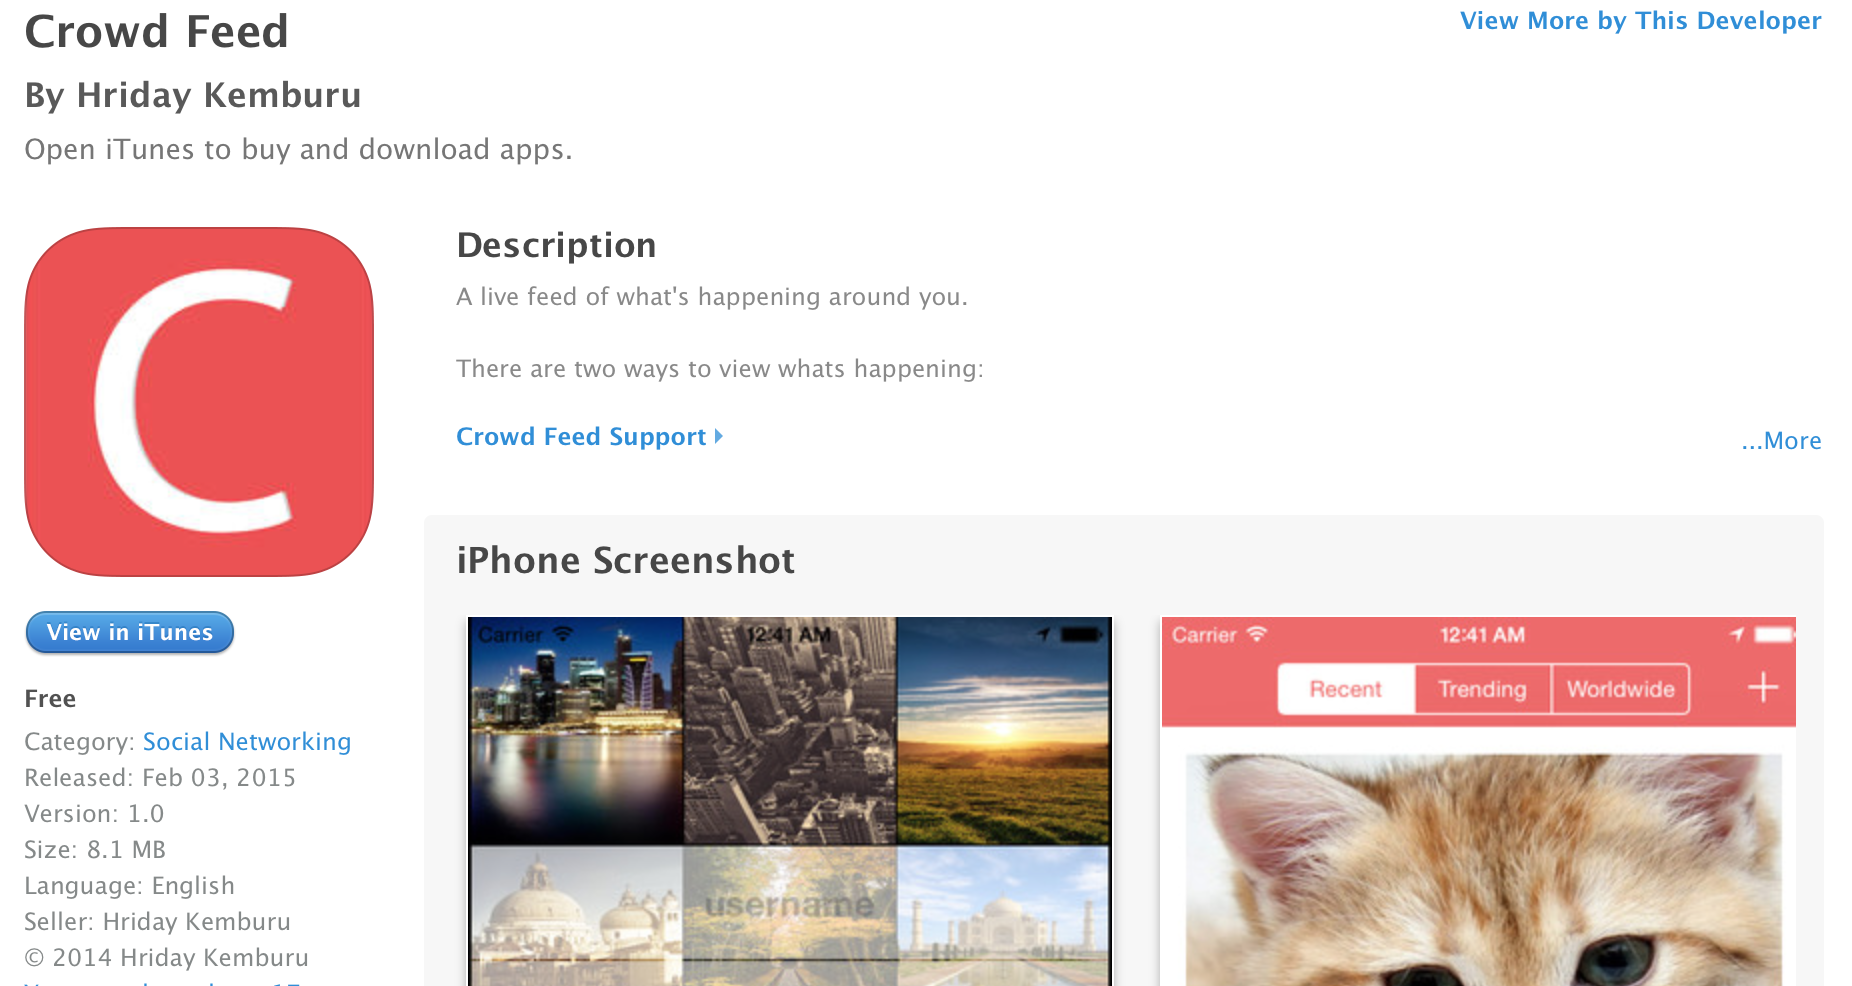 Crowd Feed
View More by This Developer
By Hriday Kemburu
Open iTunes to buy and download apps.
C
Description
A live feed of what's happening around you.
There are two ways to view whats happening:
Crowd Feed Support
...More
iPhone Screenshot
View in iTunes
Free
Category: Social Networking
Released: Feb 03, 2015
Version: 1.0
Size: 8.1 MB
Language: English
Seller: Hriday Kemburu
© 2014 Hriday Kemburu
Carrier 12:41 AM
username
Carrier 12:41 AM
Recent Trending Worldwide +